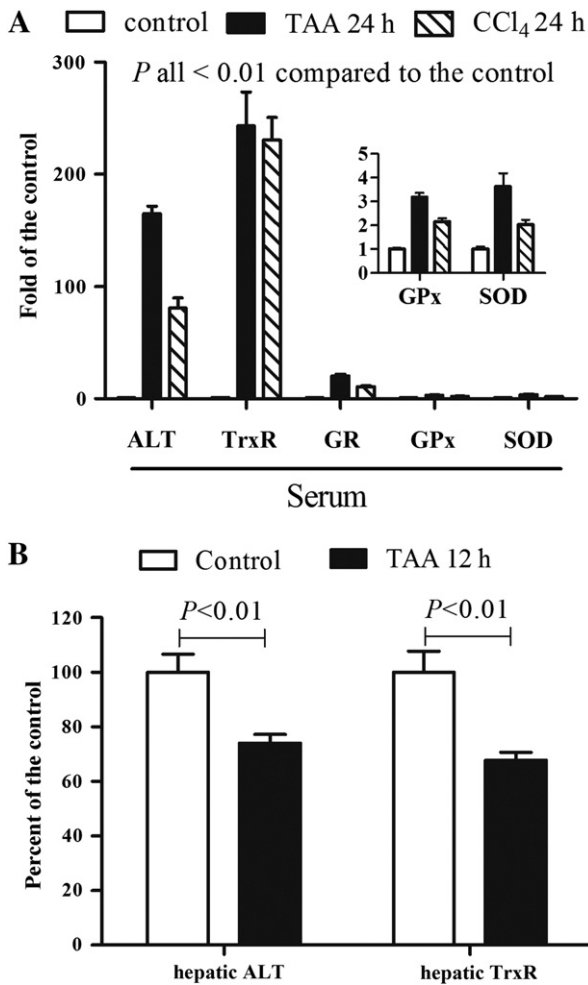 A
control TAA 24 h CCl₄ 24 h
P all < 0.01 compared to the control
Fold of the control
300
200
100
0
5
4
3
2
1
0
GPx SOD
ALT TrxR GR GPx SOD
Serum
B
Control TAA 12 h
P<0.01 P<0.01
Percent of the control
120
100
80
60
40
20
0
hepatic ALT hepatic TrxR